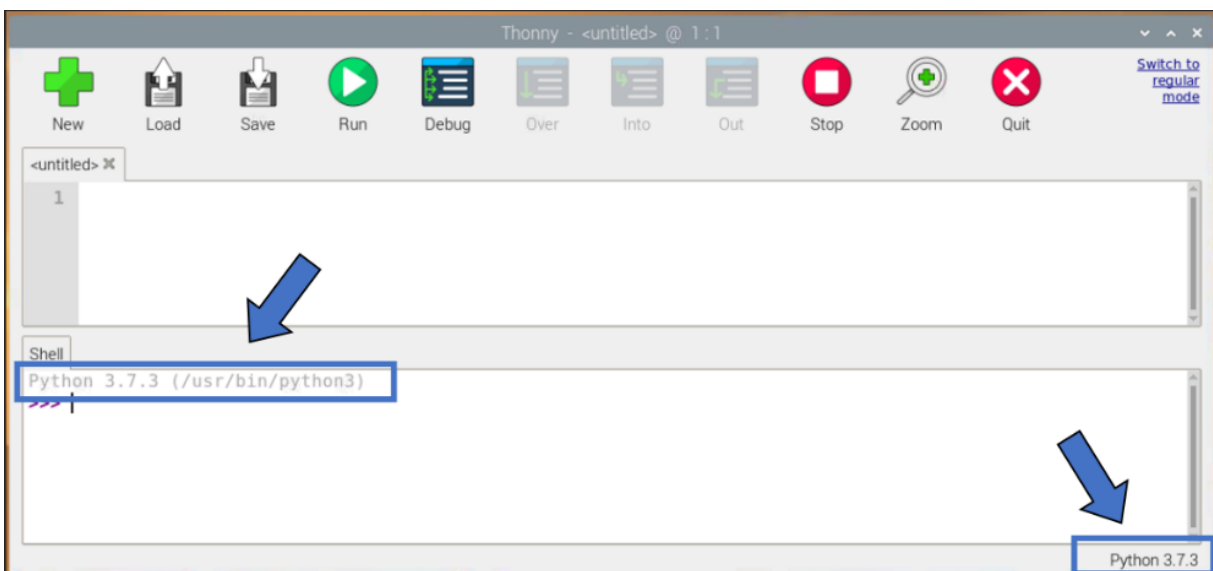 Thonny - <untitled> @ 1:1
Switch to
regular
mode
New Load Save Run Debug Over Into Out Stop Zoom Quit
<untitled>
1
Shell
Python 3.7.3 (/usr/bin/python3)
>>>
Python 3.7.3